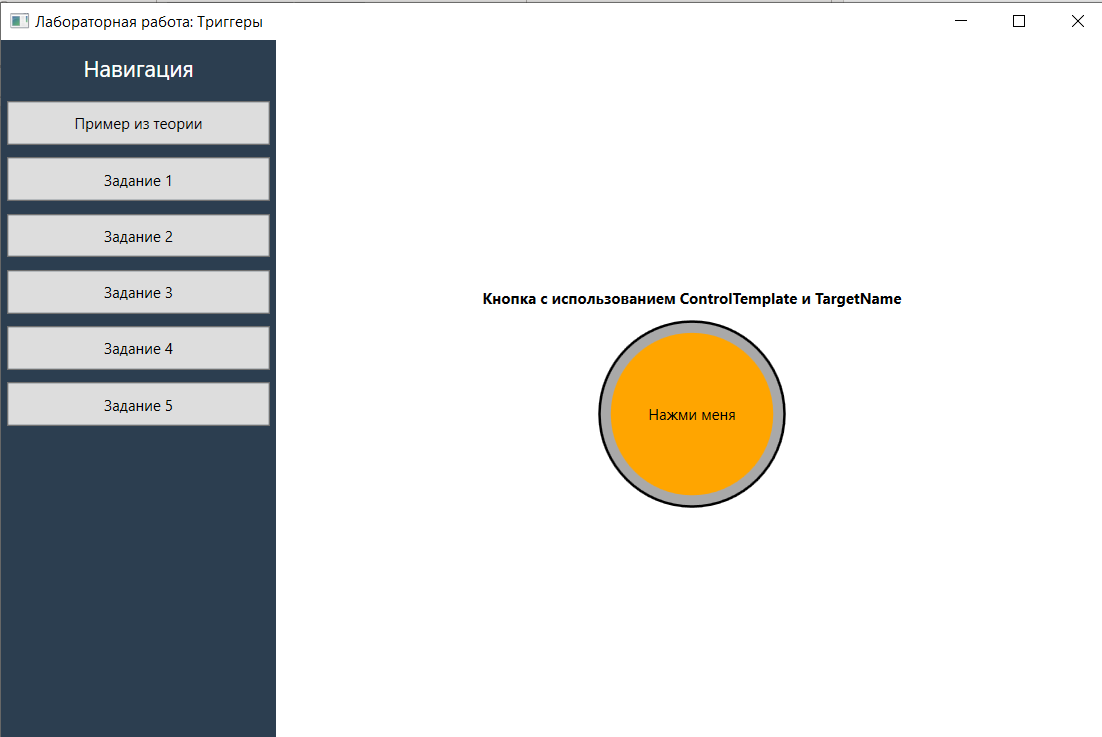 Лабораторная работа: Триггеры
Навигация
Пример из теории
Задание 1
Задание 2
Задание 3
Задание 4
Задание 5
Кнопка с использованием ControlTemplate и TargetName
Нажми меня